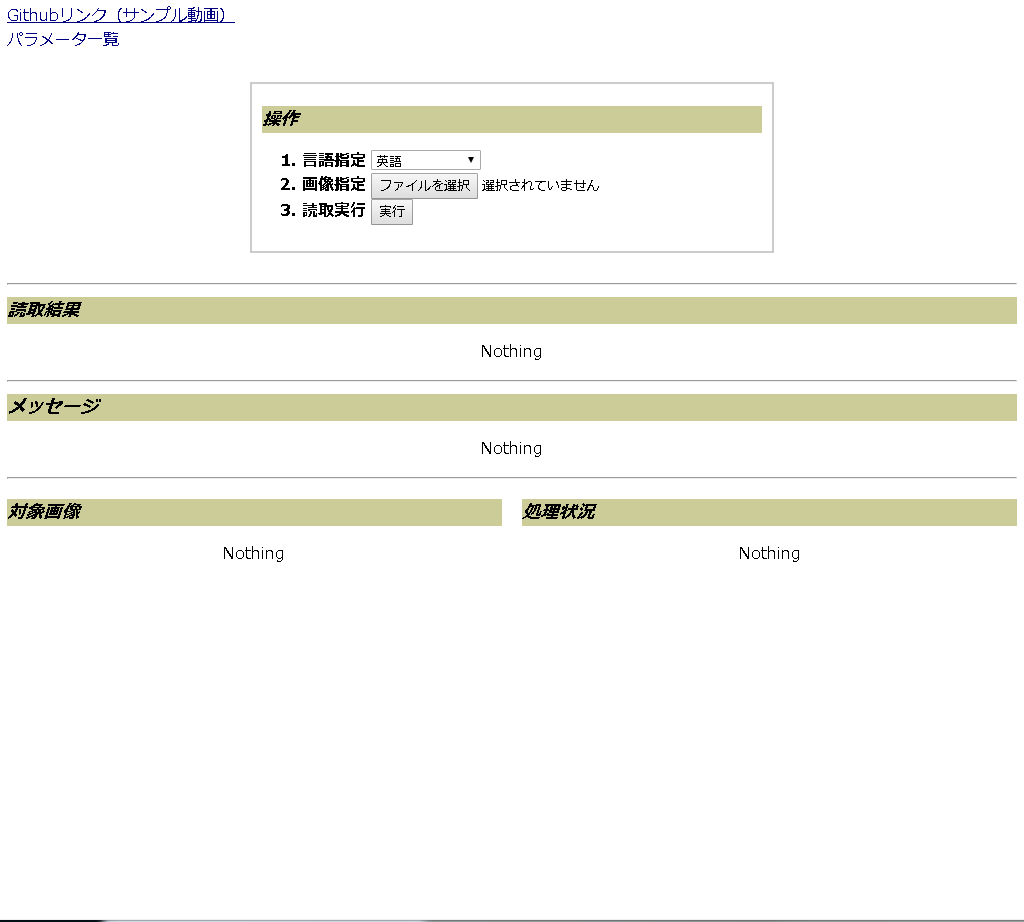 Githubリンク（サンプル動画）
パラメータ一覧
操作
1. 言語指定 英語
2. 画像指定 ファイルを選択 選択されていません
3. 読取実行 実行
読取結果
Nothing
メッセージ
Nothing
対象画像 処理状況
Nothing Nothing